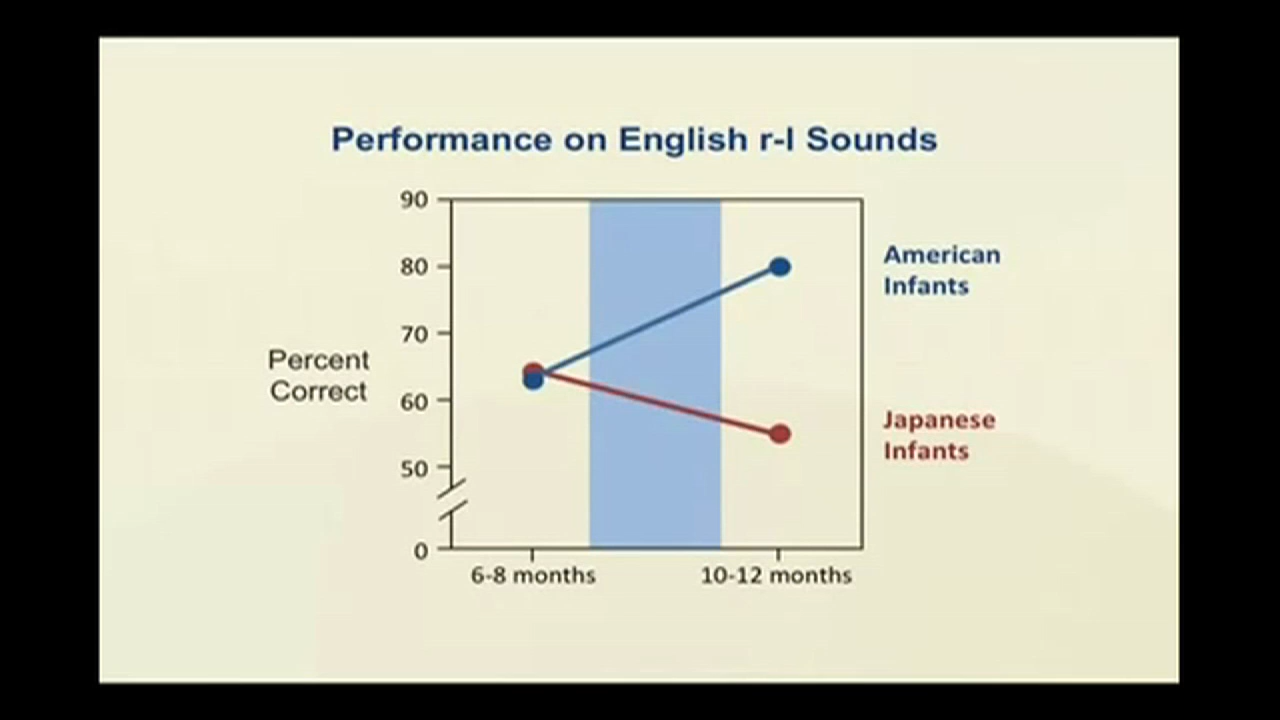 Performance on English r-l Sounds
90
80
70
60
50
0
Percent
Correct
American
Infants
Japanese
Infants
6-8 months
10-12 months